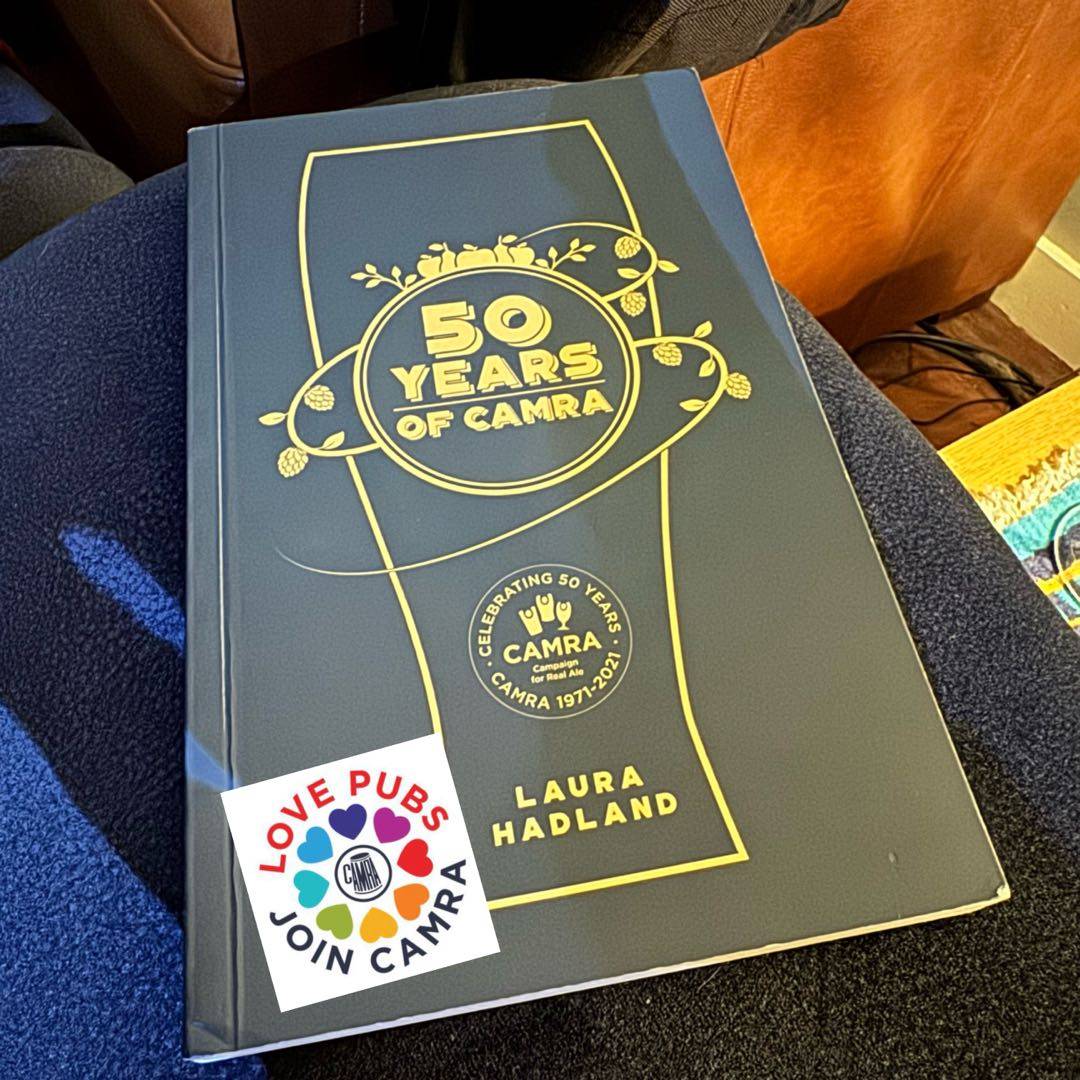 50
YEARS
OF CAMRA
CELEBRATING 50 YEARS
CAMRA
Campaign
for Real Ale
CAMRA 1971-2021
LAURA
HADLAND
LOVE PUBS
CAMRA
JOIN CAMRA